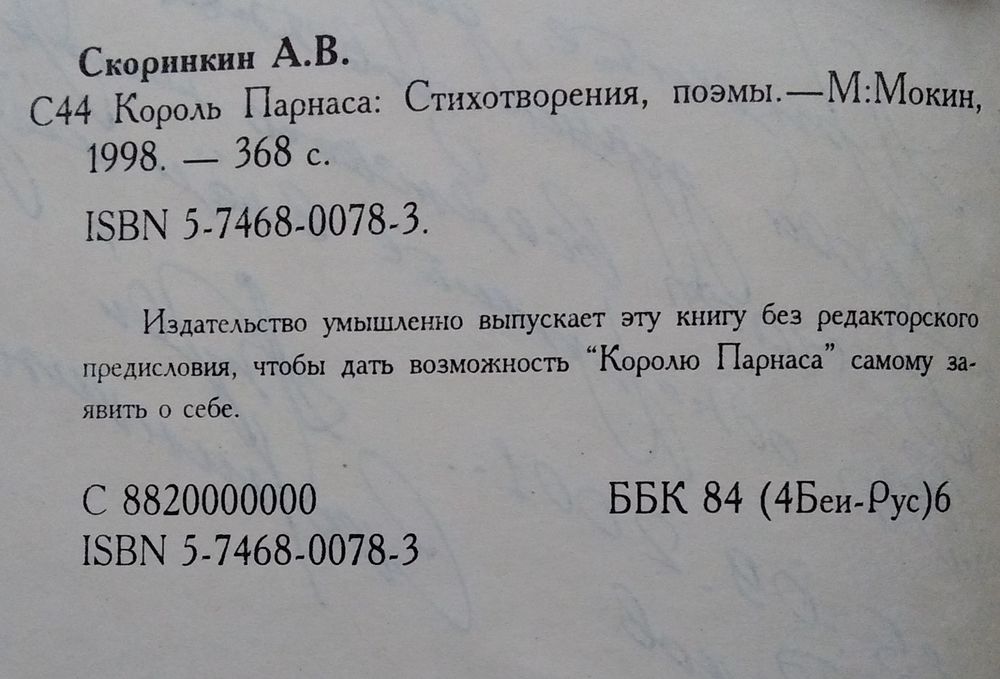 Скоринкин А.В.
С44 Король Парнаса: Стихотворения, поэмы.—М:Мокин,
1998. — 368 с.
ISBN 5-7468-0078-3.
Издательство умышленно выпускает эту книгу без редакторского
предисловия, чтобы дать возможность “Королю Парнаса” самому за-
явить о себе.
С 8820000000
ББК 84 (4Беи-Рус)6
ISBN 5-7468-0078-3